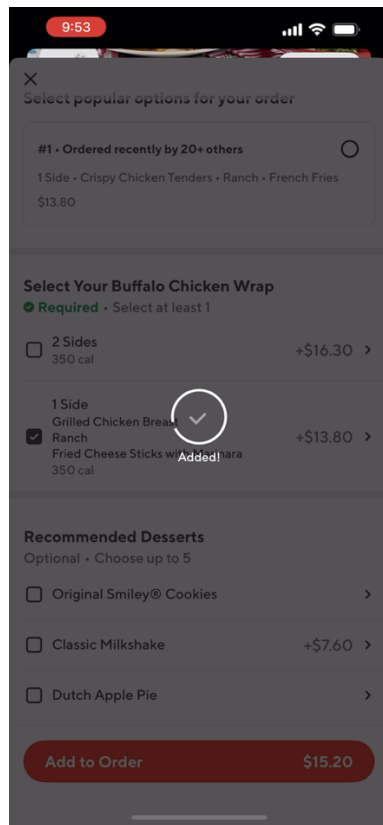 9:53
Select popular options for your order
#1 • Ordered recently by 20+ others
1 Side • Crispy Chicken Tenders • Ranch • French Fries
$13.80
Select Your Buffalo Chicken Wrap
Required • Select at least 1
2 Sides
350 cal
+$16.30
1 Side
Grilled Chicken Breast
Ranch
Fried Cheese Sticks with Marinara
350 cal
+$13.80
Added!
Recommended Desserts
Optional • Choose up to 5
Original Smiley® Cookies
Classic Milkshake
+$7.60
Dutch Apple Pie
Add to Order
$15.20